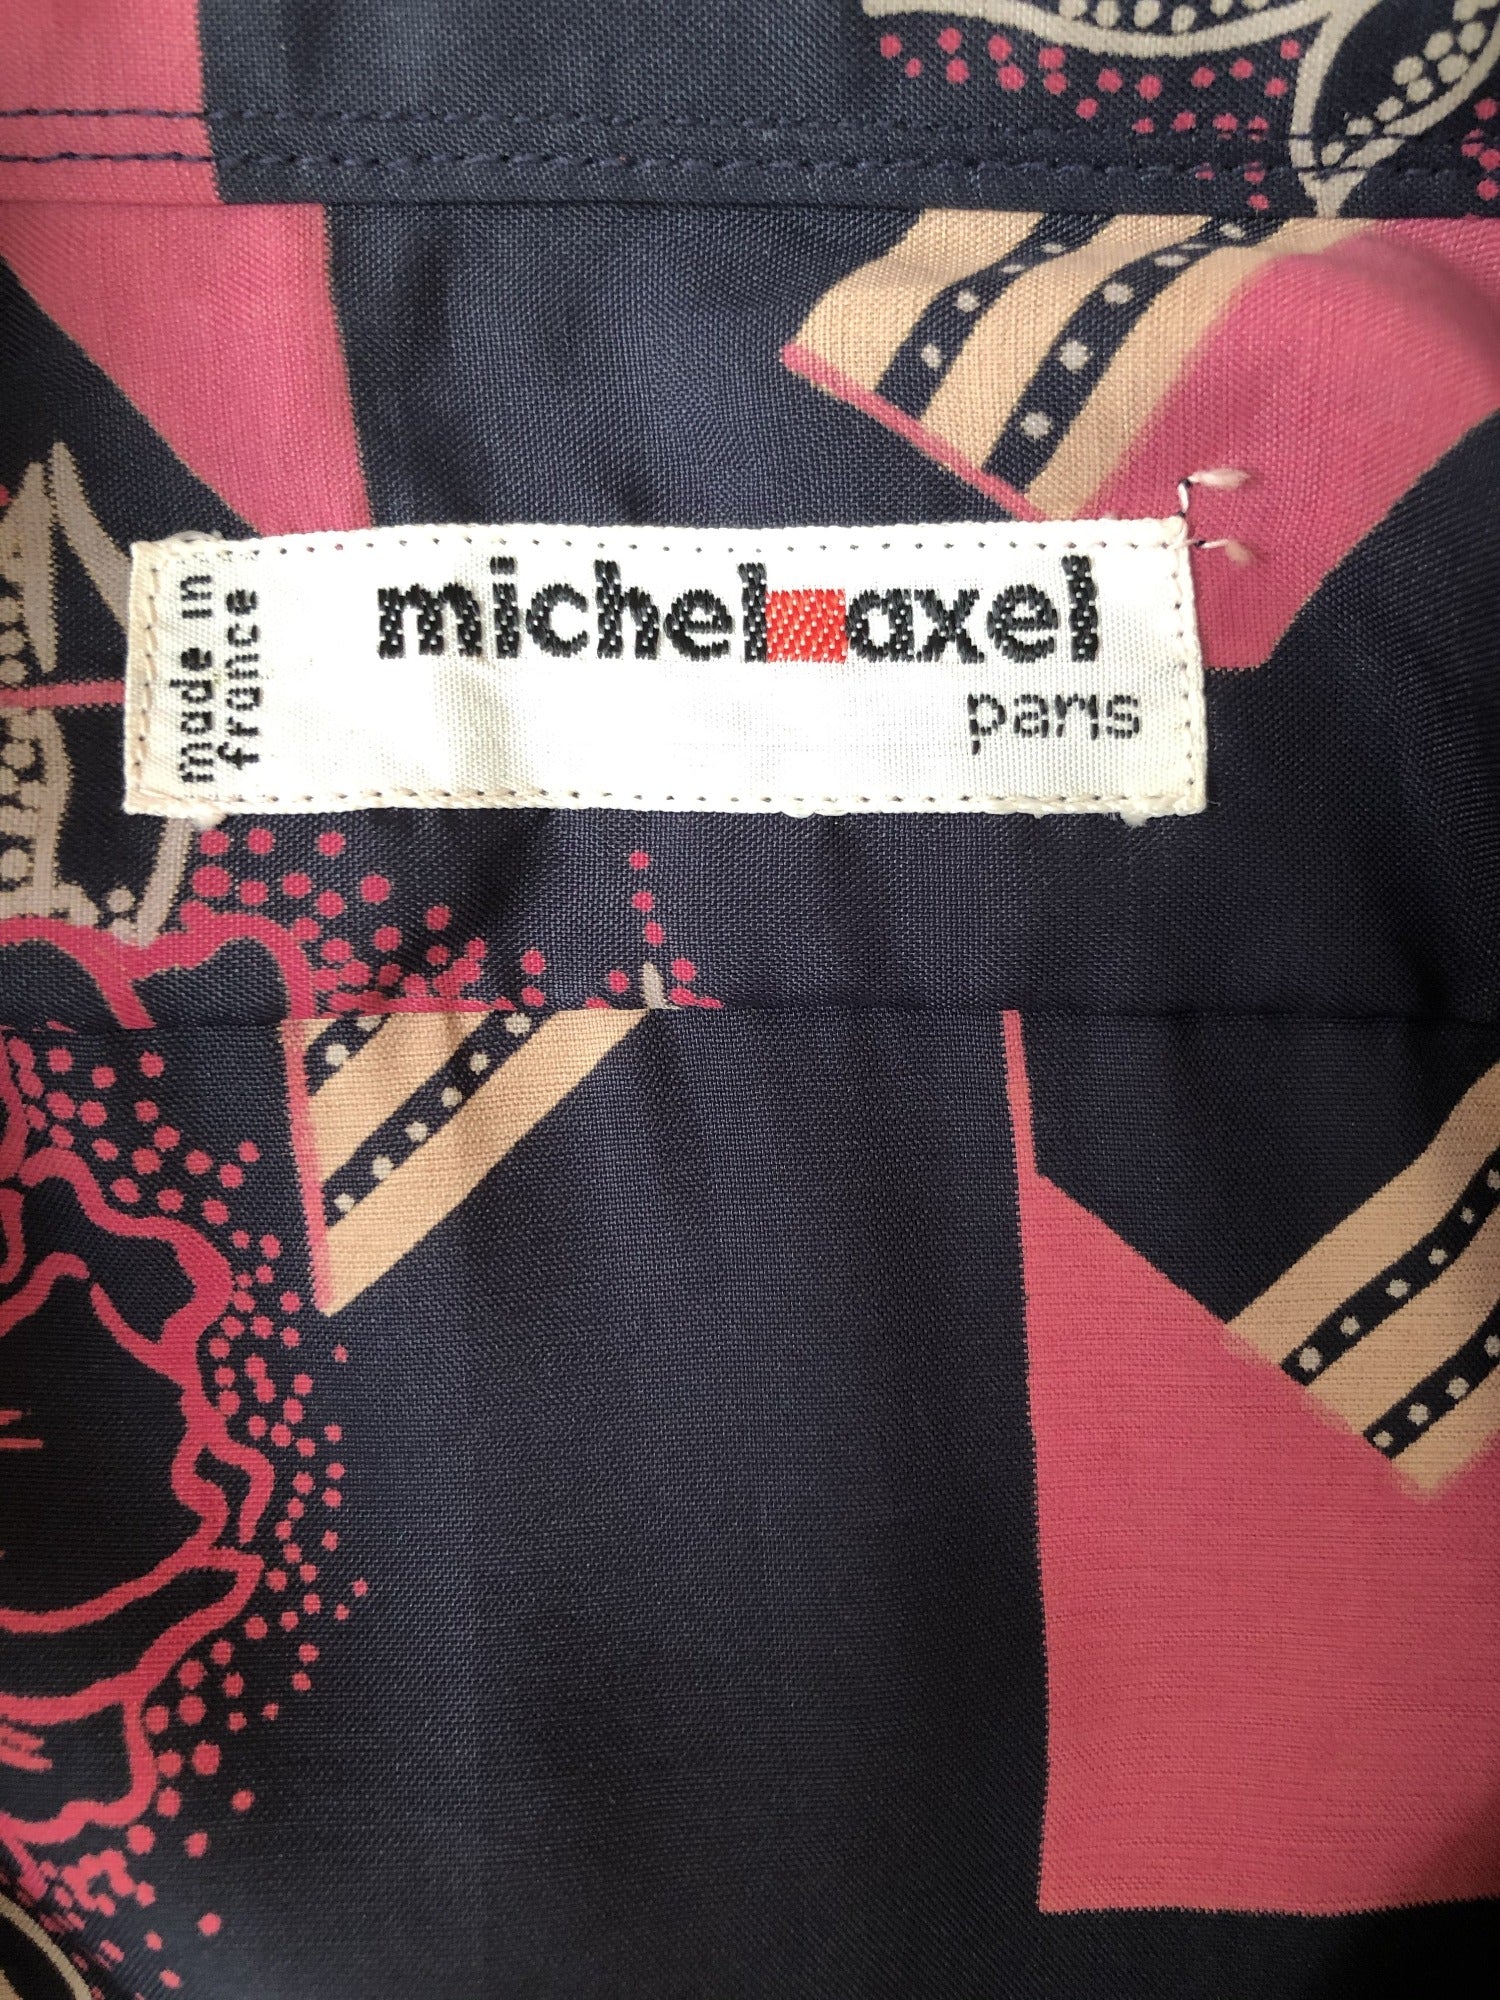 made in
france
michel axel
paris